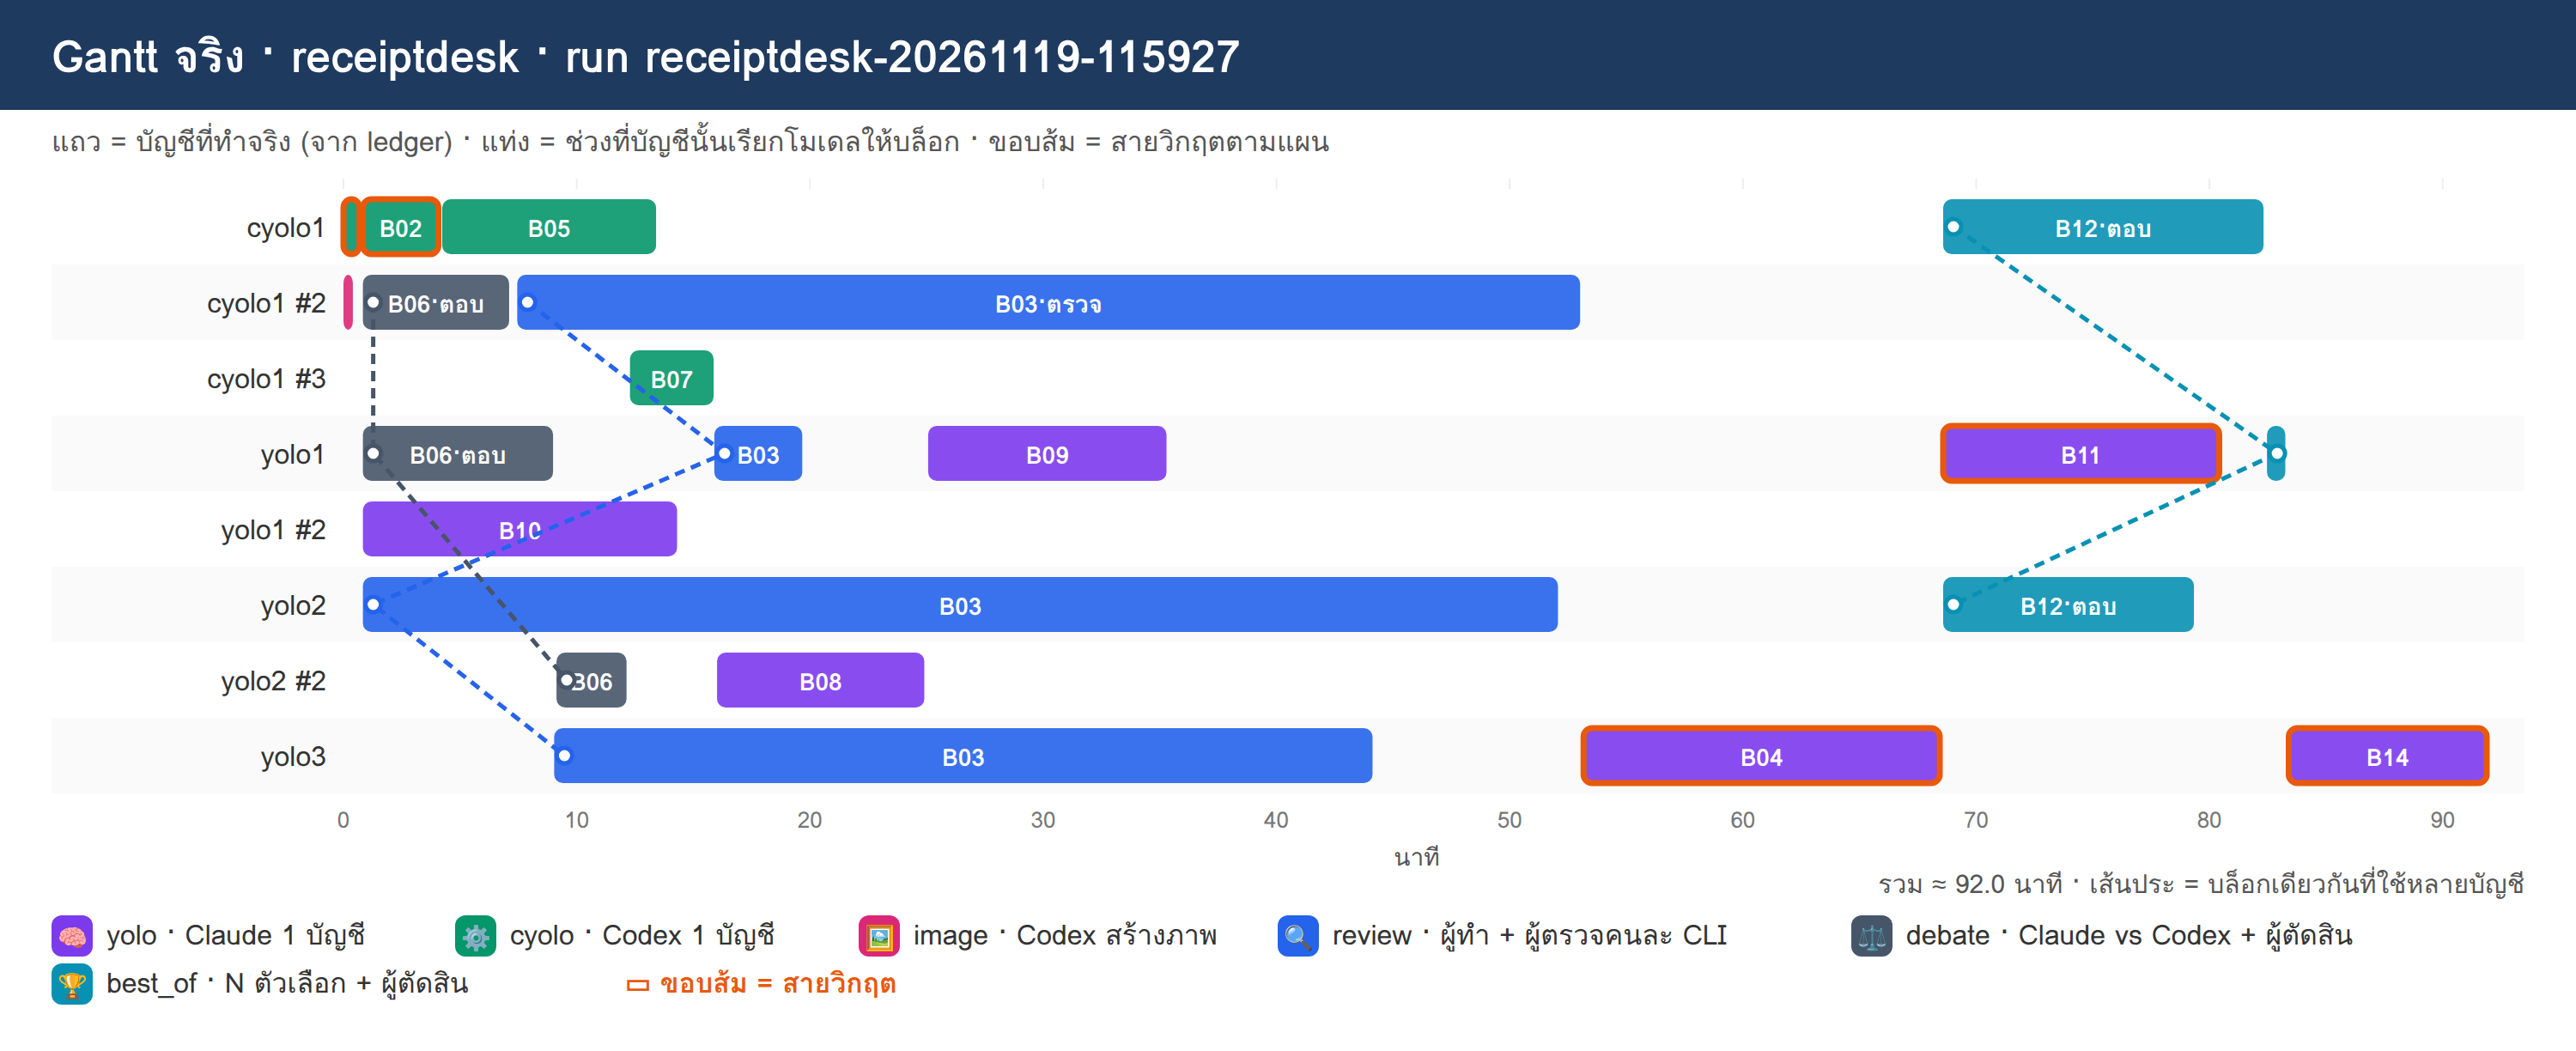 Gantt จริง · receiptdesk · run receiptdesk-20261119-115927
แถว = บัญชีที่ทำจริง (จาก ledger) · แท่ง = ช่วงที่บัญชีนั้นเรียกโมเดลให้บล็อก · ขอบส้ม = สายวิกฤตตามแผน
cyolo1 B02 B05 B12·ตอบ
cyolo1 #2 B06·ตอบ B03·ตรวจ
cyolo1 #3 B07
yolo1 B06·ตอบ B03 B09 B11
yolo1 #2 B10
yolo2 B03 B12·ตอบ
yolo2 #2 B06 B08
yolo3 B03 B04 B14
0 10 20 30 40 50 60 70 80 90
นาที
รวม ≈ 92.0 นาที · เส้นประ = บล็อกเดียวกันที่ใช้หลายบัญชี
yolo · Claude 1 บัญชี cyolo · Codex 1 บัญชี image · Codex สร้างภาพ review · ผู้ทำ + ผู้ตรวจคนละ CLI debate · Claude vs Codex + ผู้ตัดสิน
best_of · N ตัวเลือก + ผู้ตัดสิน ▭ ขอบส้ม = สายวิกฤต